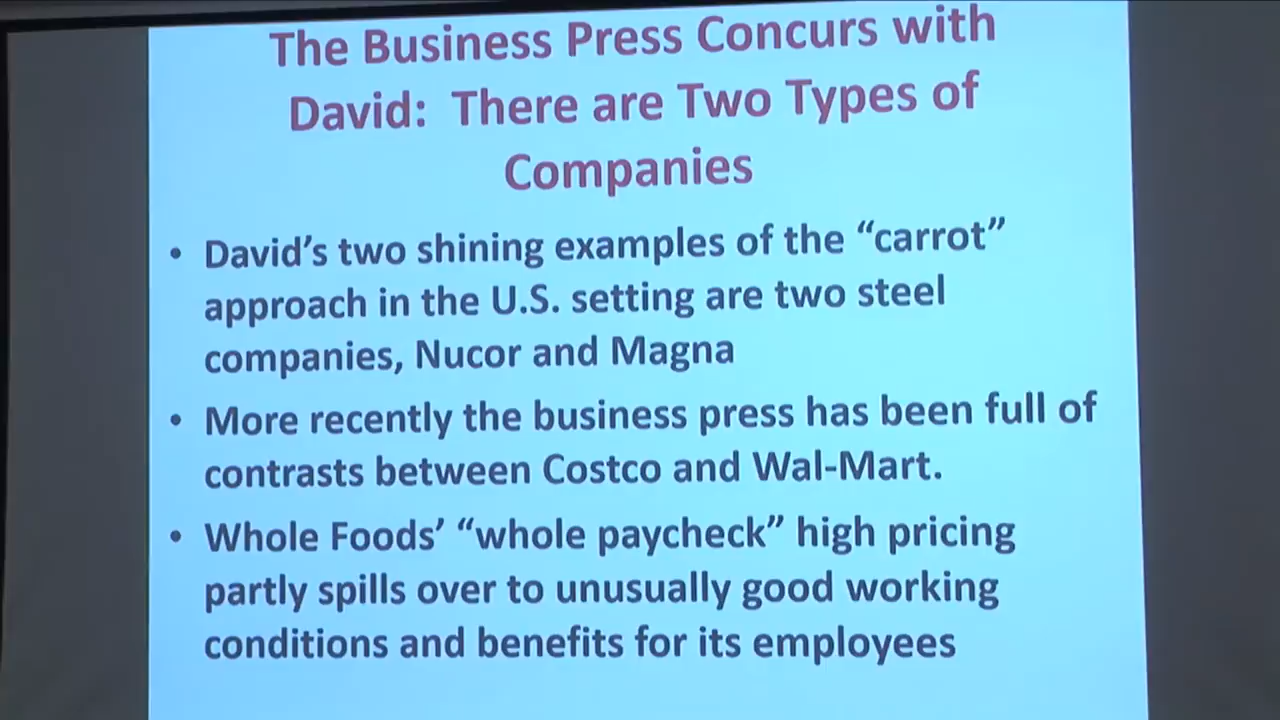 The Business Press Concurs with
David: There are Two Types of
Companies
• David's two shining examples of the “carrot”
approach in the U.S. setting are two steel
companies, Nucor and Magna
• More recently the business press has been full of
contrasts between Costco and Wal-Mart.
• Whole Foods' “whole paycheck” high pricing
partly spills over to unusually good working
conditions and benefits for its employees